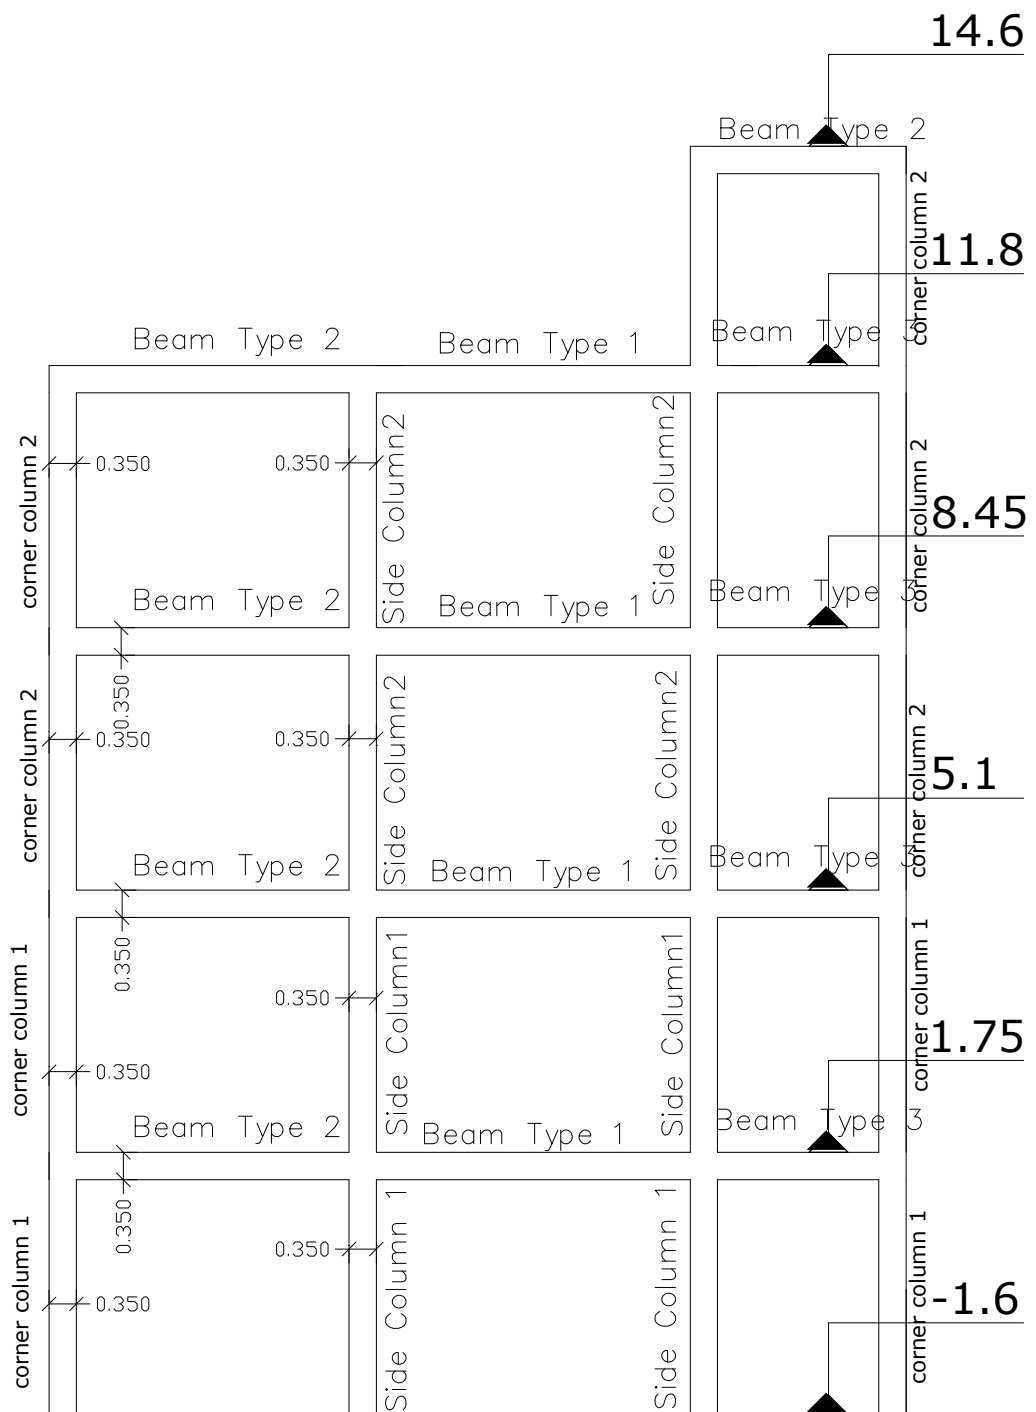 14.6
Beam Type 2
corner column 2
11.8
Beam Type 2
Beam Type 1
Beam Type 3
corner column 2
0.350
0.350
Side Column2
Side Column2
corner column 2
8.45
Beam Type 2
Beam Type 1
Beam Type 3
0.350
corner column 2
0.350
0.350
Side Column2
Side Column2
corner column 2
5.1
Beam Type 2
Beam Type 1
Beam Type 3
0.350
corner column 1
0.350
0.350
Side Column1
Side Column1
corner column 1
1.75
Beam Type 2
Beam Type 1
Beam Type 3
0.350
corner column 1
0.350
0.350
Side Column 1
Side Column 1
corner column 1
-1.6